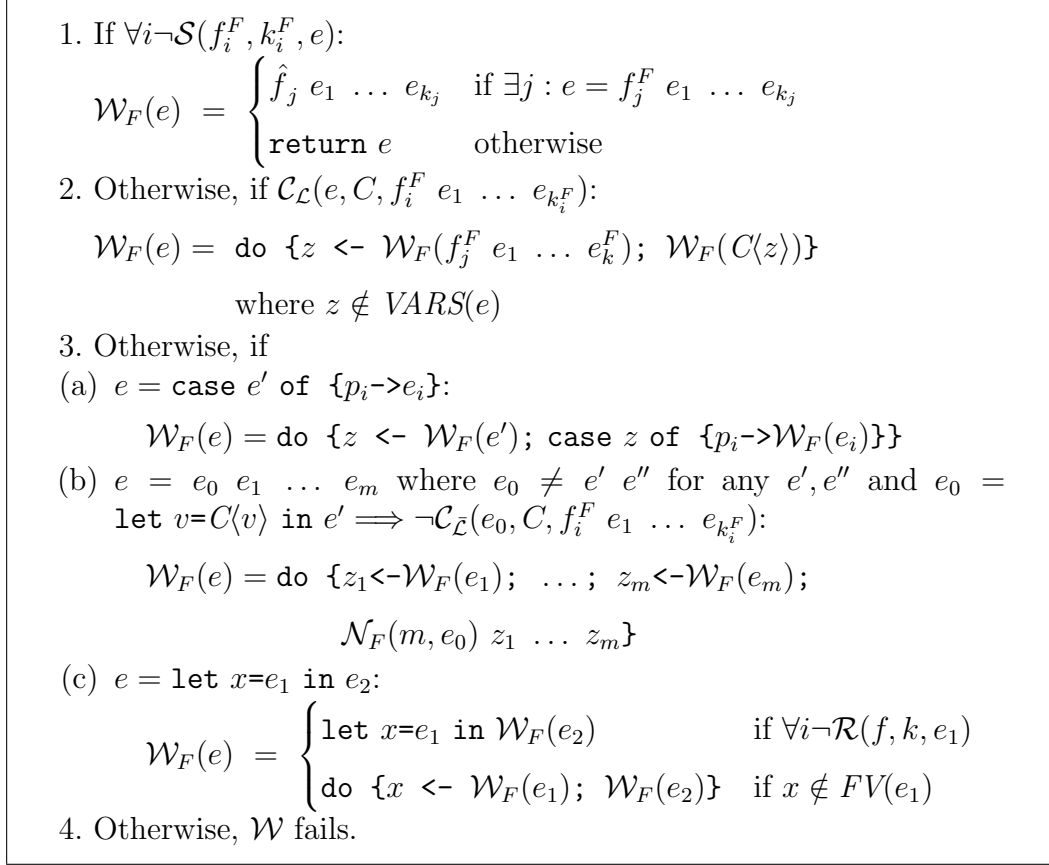 1. If ∀i¬𝒮(f_i^F, k_i^F, e):
𝒲_F(e) = { f̂_j e_1 … e_{k_j} if ∃j : e = f_j^F e_1 … e_{k_j}
return e otherwise
2. Otherwise, if 𝒞_ℒ(e, C, f_i^F e_1 … e_{k_i^F}):
𝒲_F(e) = do {z <- 𝒲_F(f_j^F e_1 … e_k^F); 𝒲_F(C⟨z⟩)}
where z ∉ VARS(e)
3. Otherwise, if
(a) e = case e′ of {p_i->e_i}:
𝒲_F(e) = do {z <- 𝒲_F(e′); case z of {p_i->𝒲_F(e_i)}}
(b) e = e_0 e_1 … e_m where e_0 ≠ e′ e″ for any e′, e″ and e_0 =
let v=C⟨v⟩ in e′ ⟹ ¬𝒞_ℒ̄(e_0, C, f_i^F e_1 … e_{k_i^F}):
𝒲_F(e) = do {z_1<-𝒲_F(e_1); …; z_m<-𝒲_F(e_m);
𝒩_F(m, e_0) z_1 … z_m}
(c) e = let x=e_1 in e_2:
𝒲_F(e) = { let x=e_1 in 𝒲_F(e_2) if ∀i¬ℛ(f, k, e_1)
do {x <- 𝒲_F(e_1); 𝒲_F(e_2)} if x ∉ FV(e_1)
4. Otherwise, 𝒲 fails.